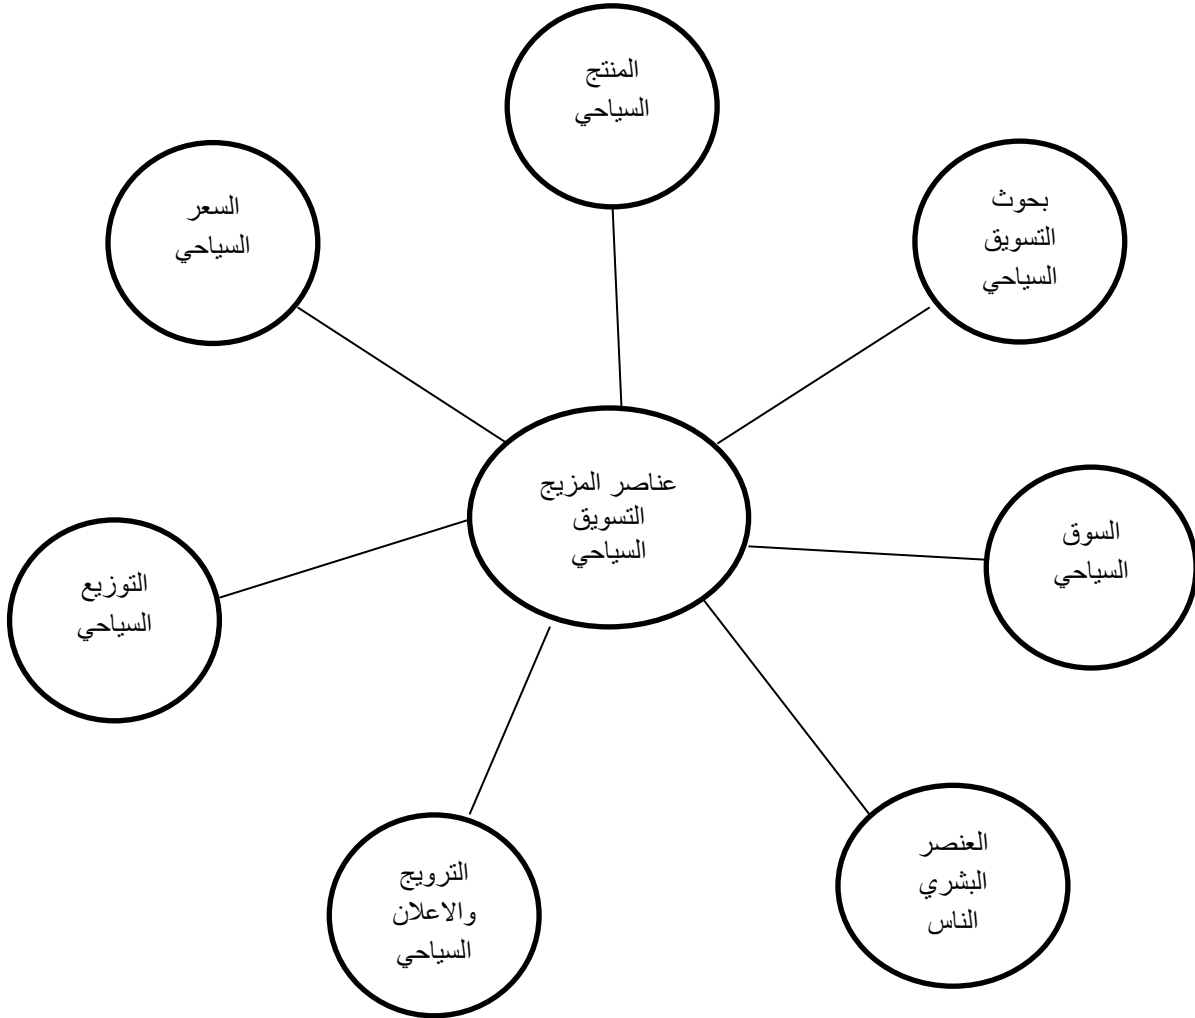 المنتج
السياحي
بحوث
التسويق
السياحي
السعر
السياحي
عناصر المزيج
التسويق
السياحي
السوق
السياحي
التوزيع
السياحي
العنصر
البشري
الناس
الترويج
والاعلان
السياحي